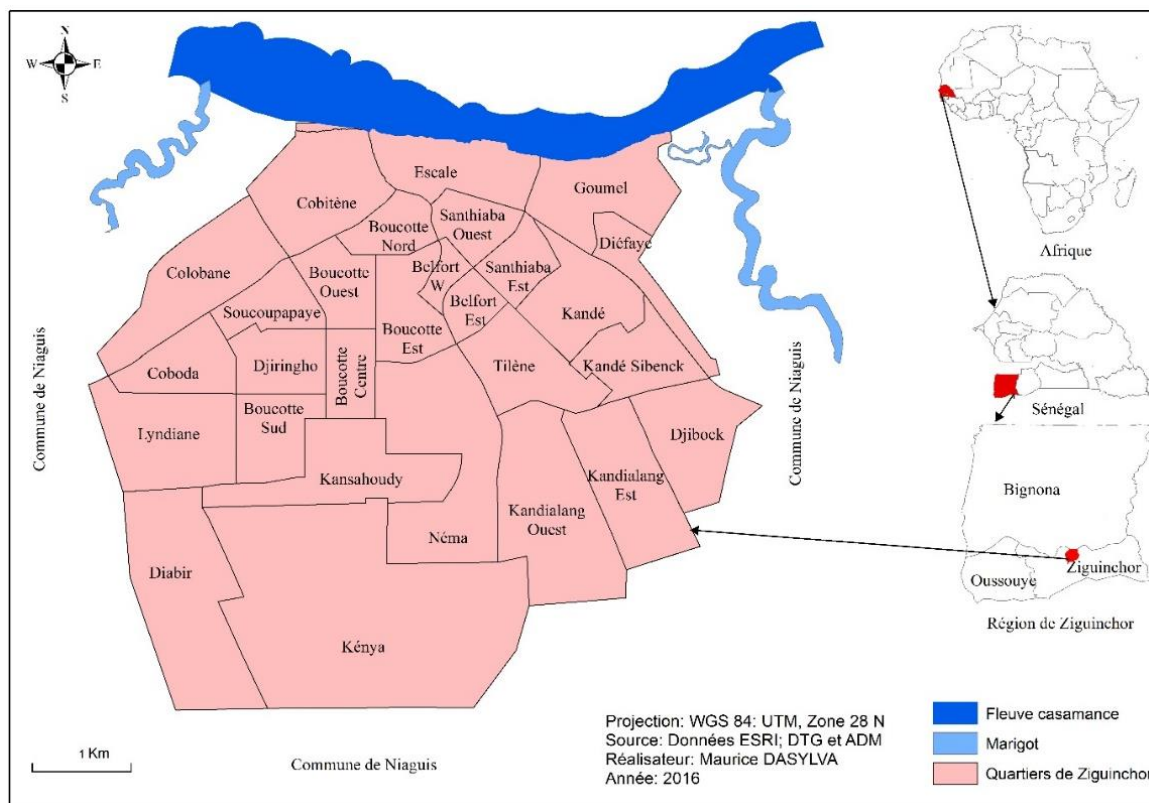 N
W
E
S
Escale
Goumel
Cobitène
Santhiaba
Ouest
Boucotte
Nord
Diéfaye
Colobane
Belfort
W
Santhiaba
Est
Boucotte
Ouest
Belfort
Est
Soucoupapaye
Kandé
Boucotte
Est
Coboda
Djiringho
Boucotte
Centre
Tilène
Kandé Sibenck
Boucotte
Sud
Lyndiane
Djibock
Kansahoudy
Kandialang
Est
Kandialang
Ouest
Néma
Diabir
Kénya
Commune de Niaguis
Commune de Niaguis
Commune de Niaguis
1 Km
Afrique
Sénégal
Bignona
Ziguinchor
Oussouye
Région de Ziguinchor
Projection: WGS 84: UTM, Zone 28 N
Source: Données ESRI; DTG et ADM
Réalisateur: Maurice DASYLVA
Année: 2016
Fleuve casamance
Marigot
Quartiers de Ziguinchor